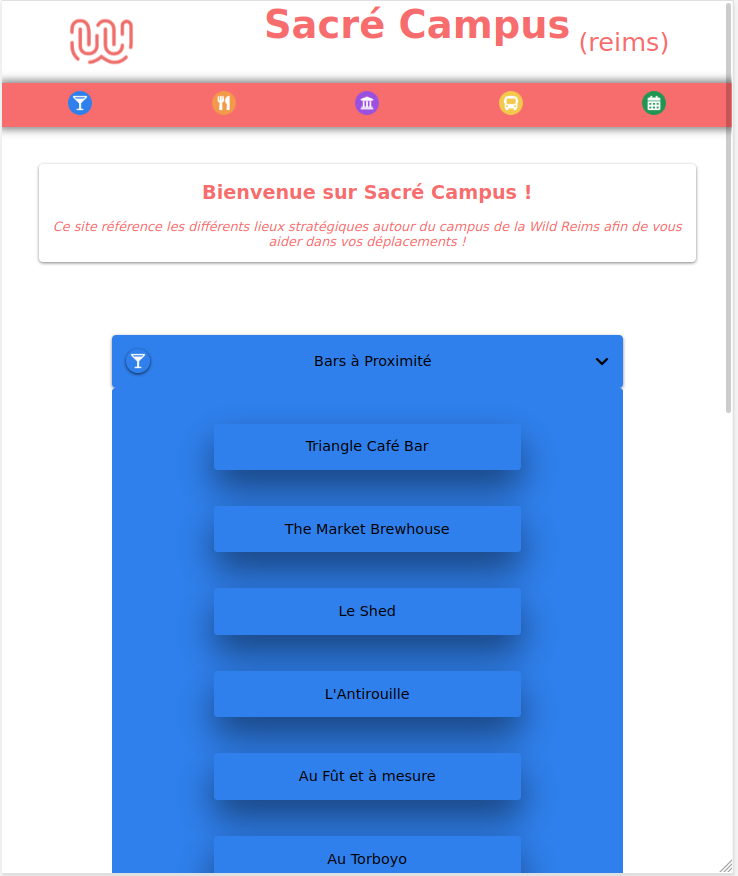 Sacré Campus (reims)
Bienvenue sur Sacré Campus !
Ce site référence les différents lieux stratégiques autour du campus de la Wild Reims afin de vous
aider dans vos déplacements !
Bars à Proximité
Triangle Café Bar
The Market Brewhouse
Le Shed
L'Antirouille
Au Fût et à mesure
Au Torboyo